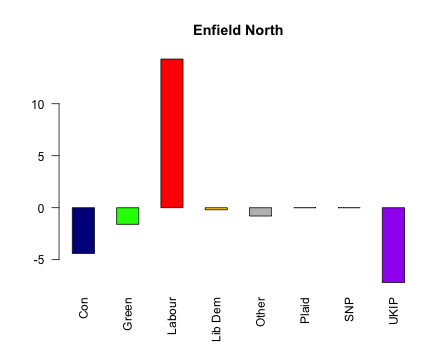 Enfield North
10
5
0
-5
Con
Green
Labour
Lib Dem
Other
Plaid
SNP
UKIP